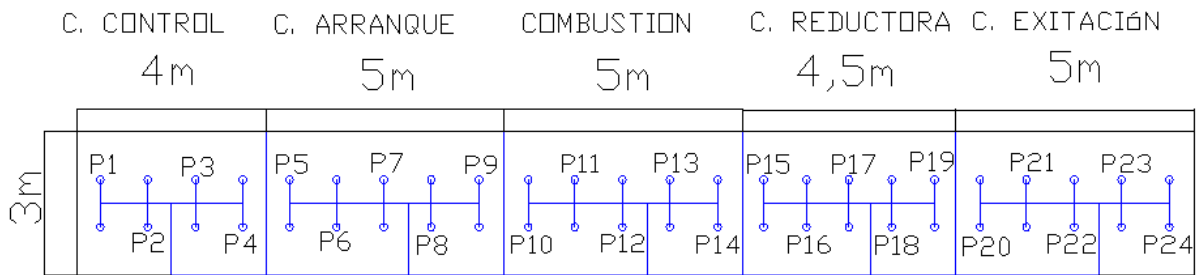 C. CONTROL C. ARRANQUE COMBUSTION C. REDUCTORA C. EXITACIóN
4m 5m 5m 4,5m 5m
3m
P1 P3 P5 P7 P9 P11 P13 P15 P17 P19 P21 P23
P2 P4 P6 P8 P10 P12 P14 P16 P18 P20 P22 P24